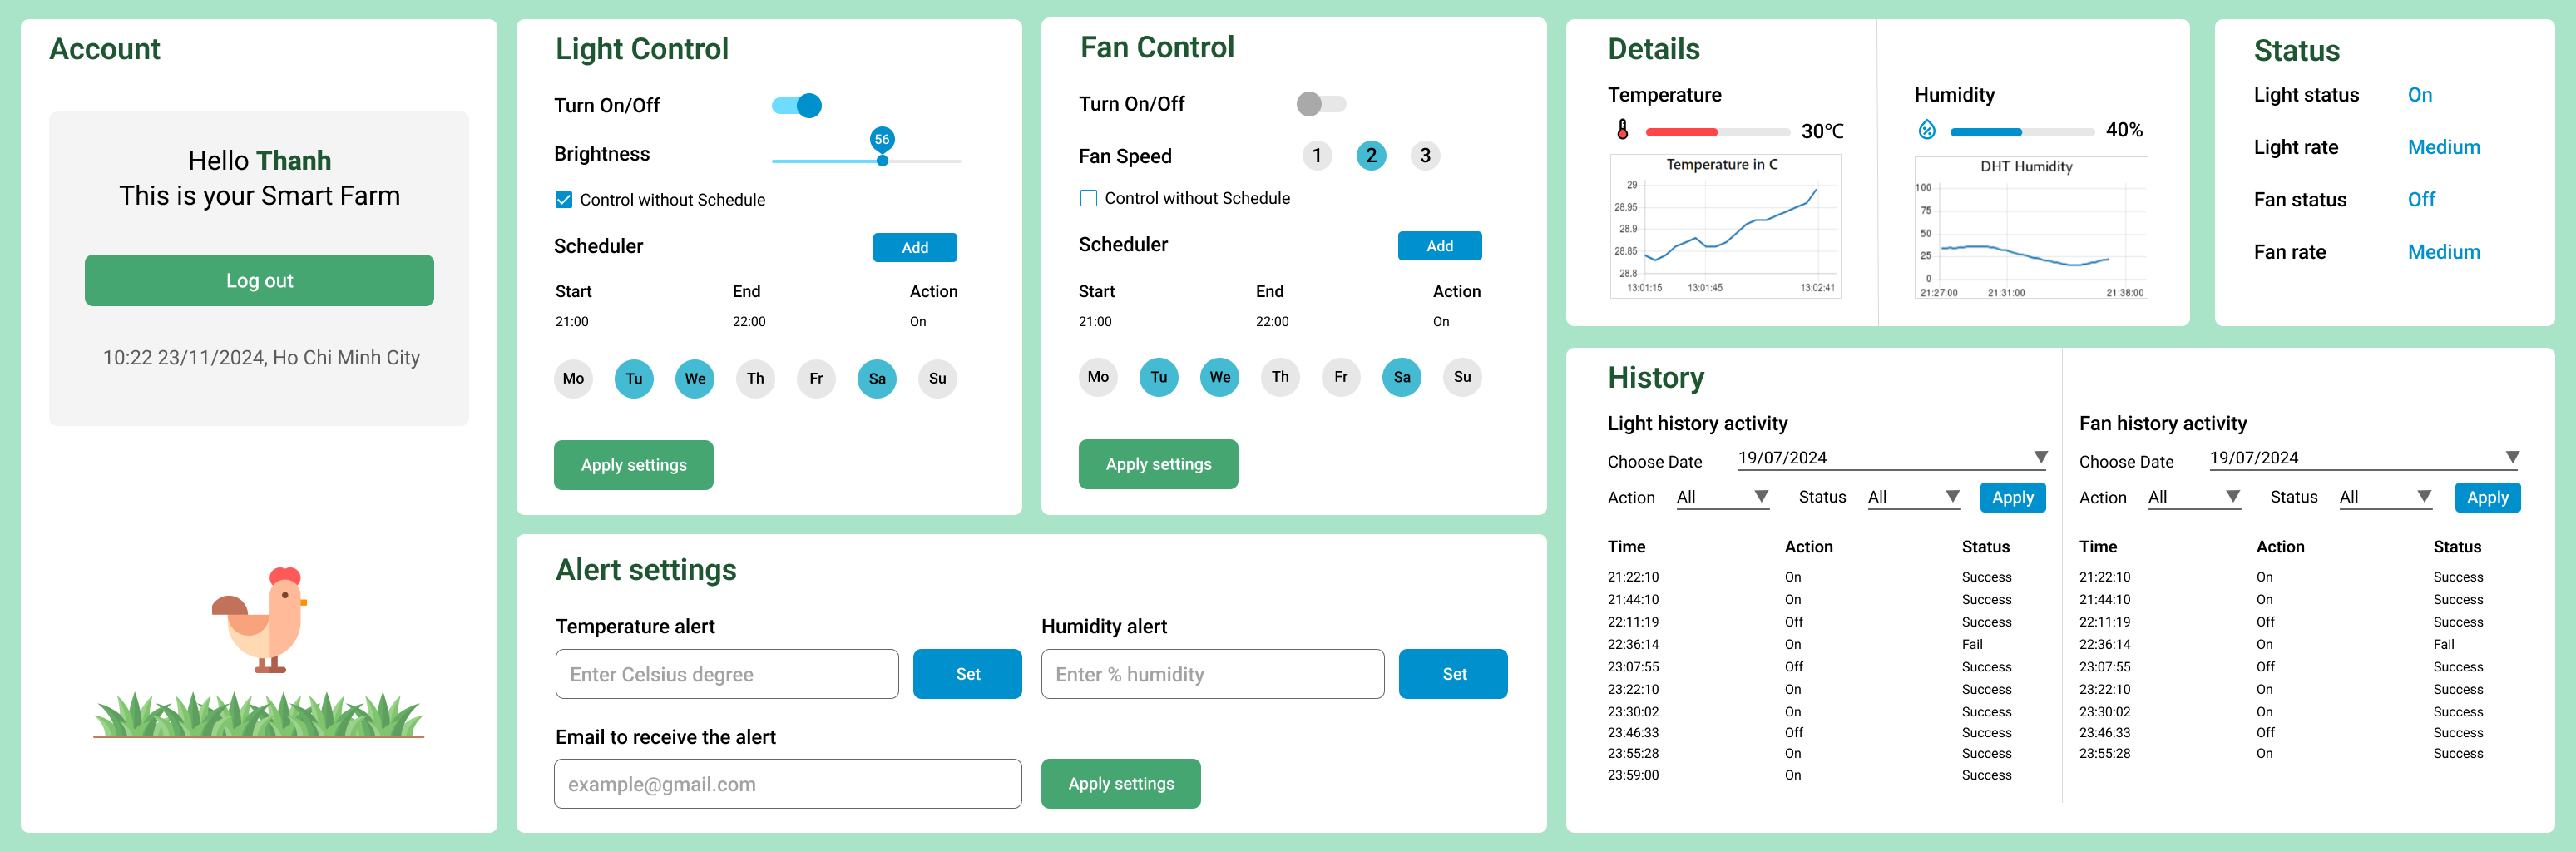 Account
Hello Thanh
This is your Smart Farm
Log out
10:22 23/11/2024, Ho Chi Minh City
Light Control
Turn On/Off
56
Brightness
Control without Schedule
Scheduler Add
Start End Action
21:00 22:00 On
Mo Tu We Th Fr Sa Su
Apply settings
Fan Control
Turn On/Off
Fan Speed 1 2 3
Control without Schedule
Scheduler Add
Start End Action
21:00 22:00 On
Mo Tu We Th Fr Sa Su
Apply settings
Alert settings
Temperature alert
Enter Celsius degree Set
Humidity alert
Enter % humidity Set
Email to receive the alert
example@gmail.com Apply settings
Details
Temperature
30°C
Temperature in C
29
28.95
28.9
28.85
28.8
13:01:15 13:01:45 13:02:41
Humidity
40%
DHT Humidity
100
75
50
25
0
21:27:00 21:31:00 21:38:00
Status
Light status On
Light rate Medium
Fan status Off
Fan rate Medium
History
Light history activity
Choose Date 19/07/2024
Action All Status All Apply
Time Action Status
21:22:10 On Success
21:44:10 On Success
22:11:19 Off Success
22:36:14 On Fail
23:07:55 Off Success
23:22:10 On Success
23:30:02 On Success
23:46:33 Off Success
23:55:28 On Success
23:59:00 On Success
Fan history activity
Choose Date 19/07/2024
Action All Status All Apply
Time Action Status
21:22:10 On Success
21:44:10 On Success
22:11:19 Off Success
22:36:14 On Fail
23:07:55 Off Success
23:22:10 On Success
23:30:02 On Success
23:46:33 Off Success
23:55:28 On Success